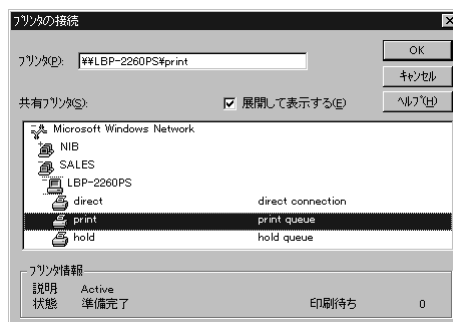 プリンタの接続
プリンタ(P): ¥¥LBP-2260PS¥print
OK
キャンセル
共有プリンタ(S): 展開して表示する(E) ヘルプ(H)
Microsoft Windows Network
NIB
SALES
LBP-2260PS
direct direct connection
print print queue
hold hold queue
プリンタ情報
説明 Active
状態 準備完了 印刷待ち 0